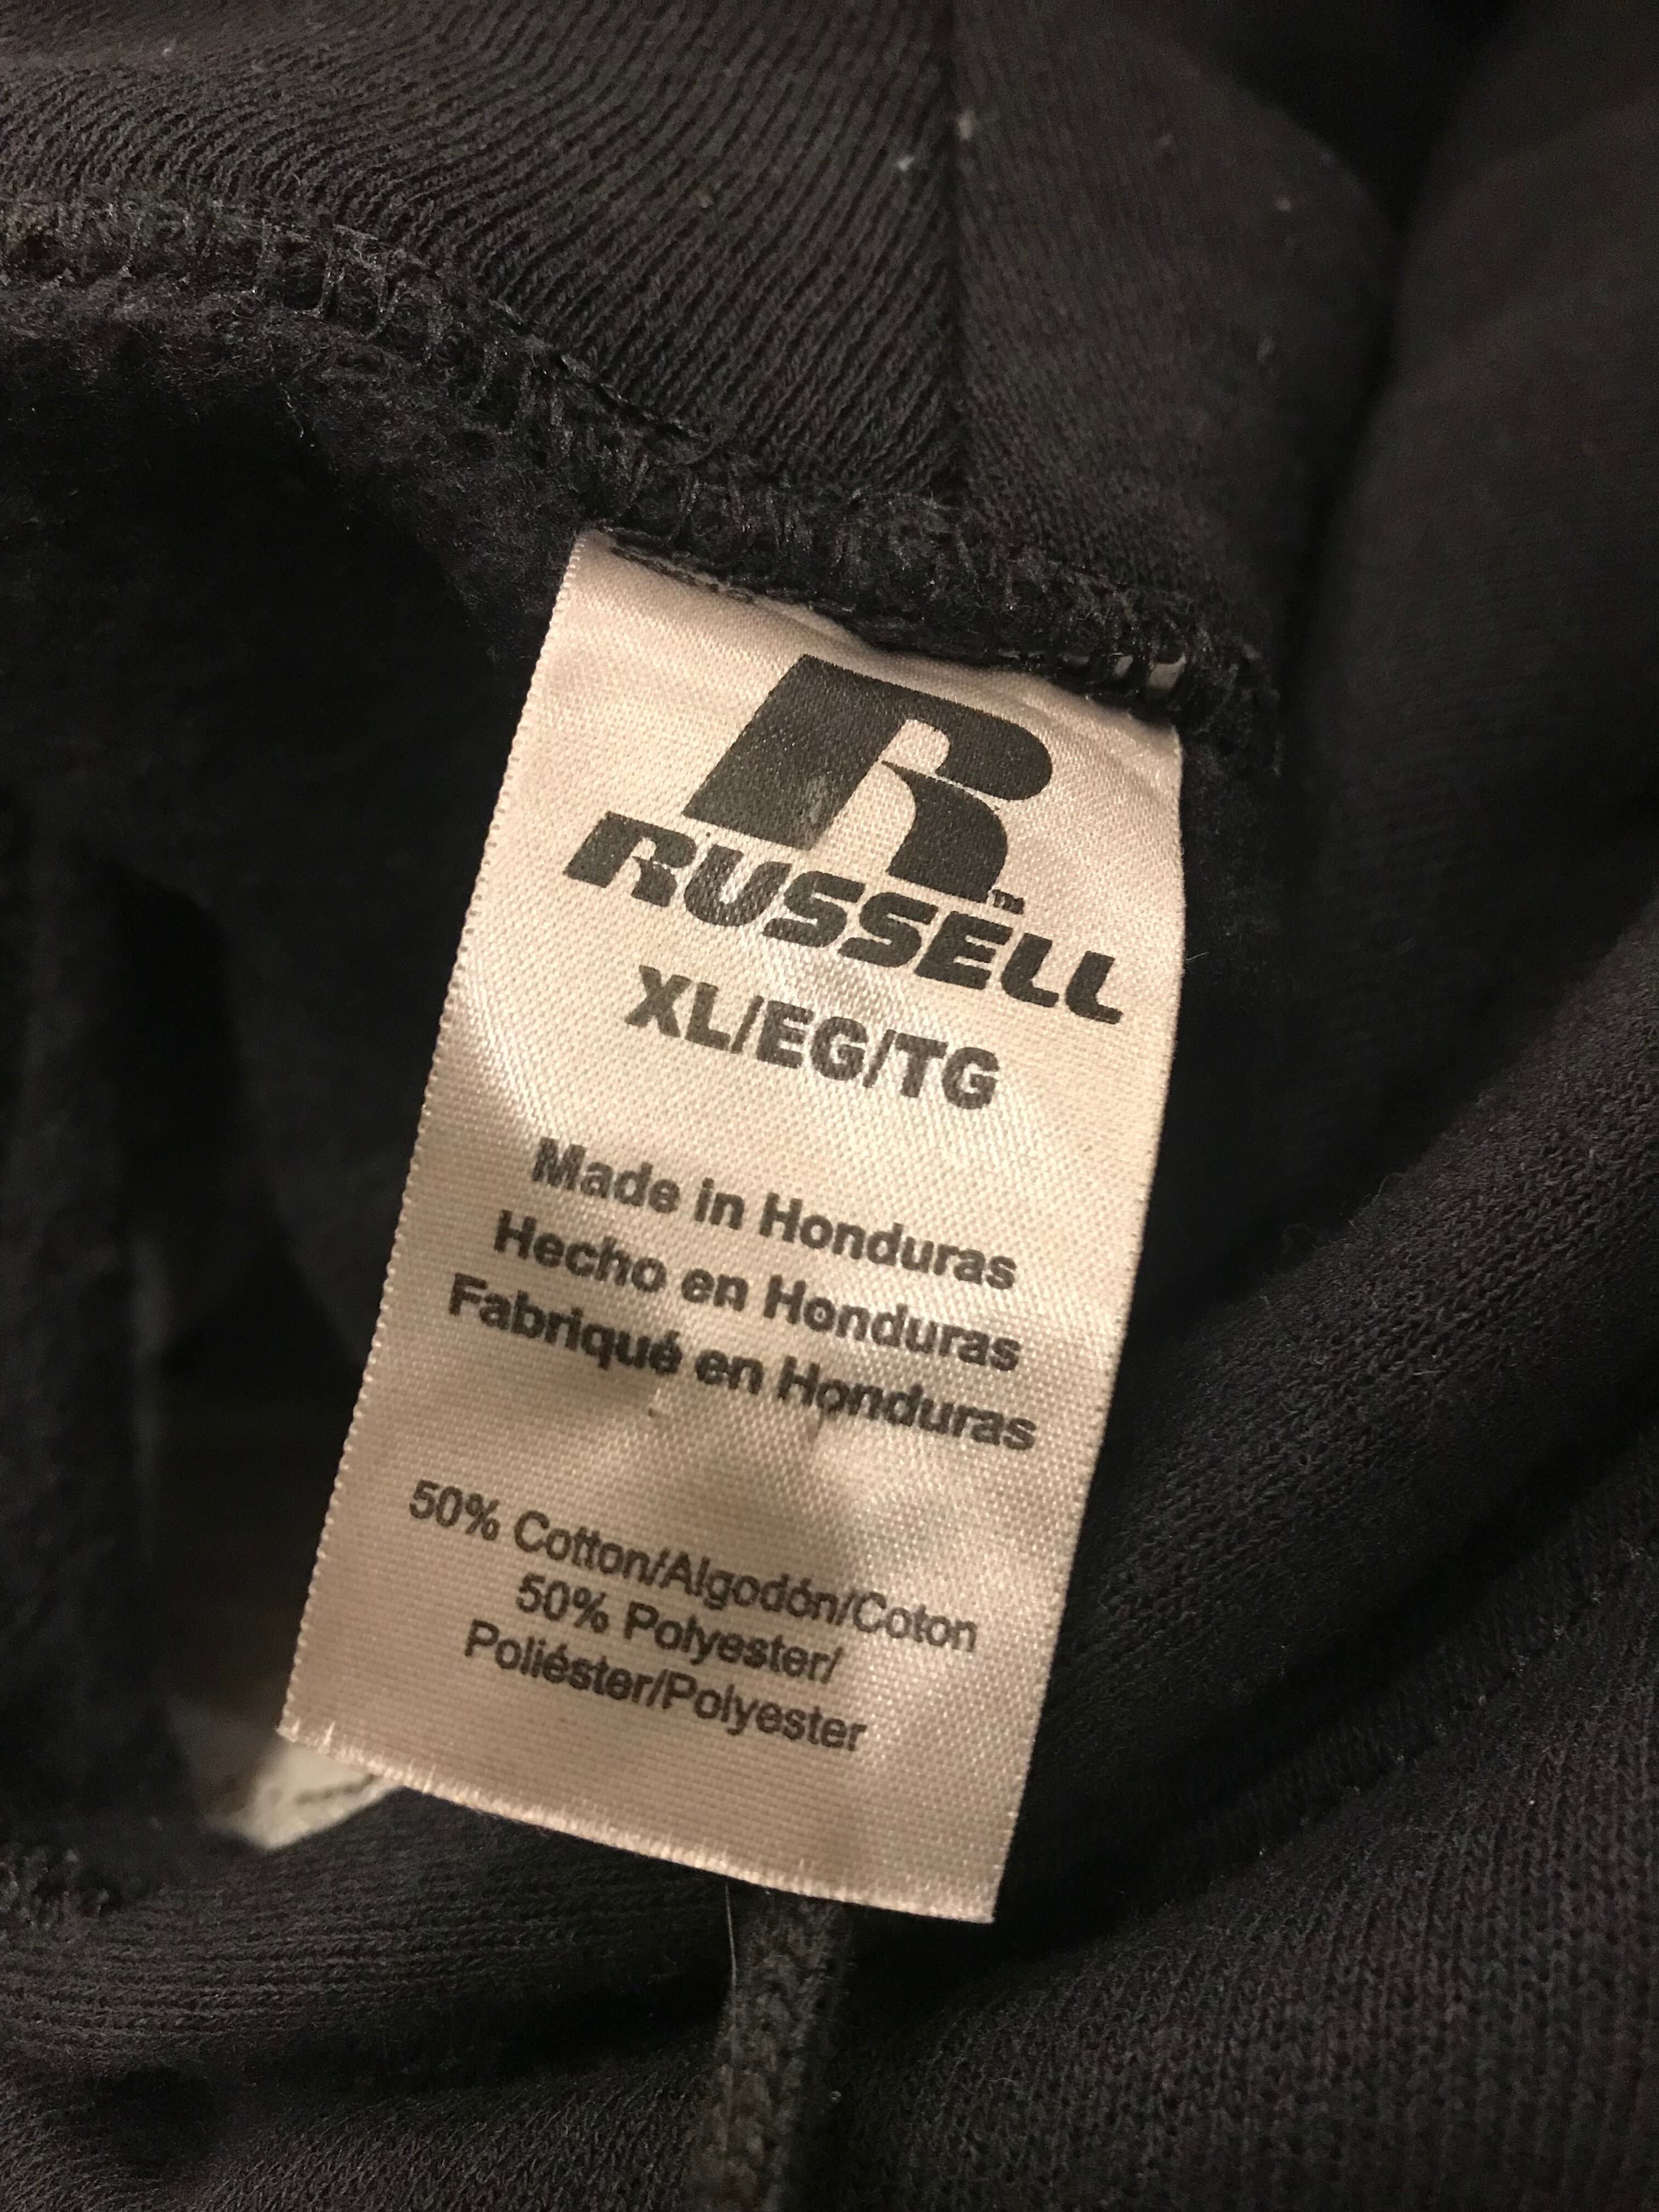 R
RUSSELL™
XL/EG/TG
Made in Honduras
Hecho en Honduras
Fabriqué en Honduras
50% Cotton/Algodón/Coton
50% Polyester/
Poliéster/Polyester